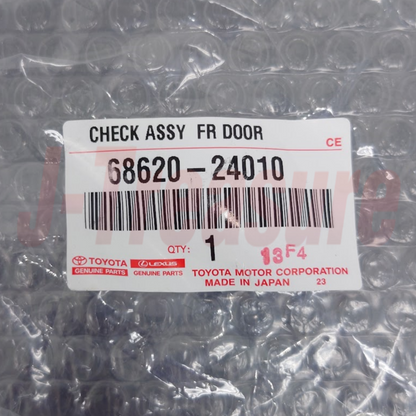 CHECK ASSY FR DOOR
CE
68620-24010
QTY: 1
13F4
TOYOTA LEXUS
GENUINE PARTS GENUINE PARTS
TOYOTA MOTOR CORPORATION
MADE IN JAPAN 23
J-Treasure